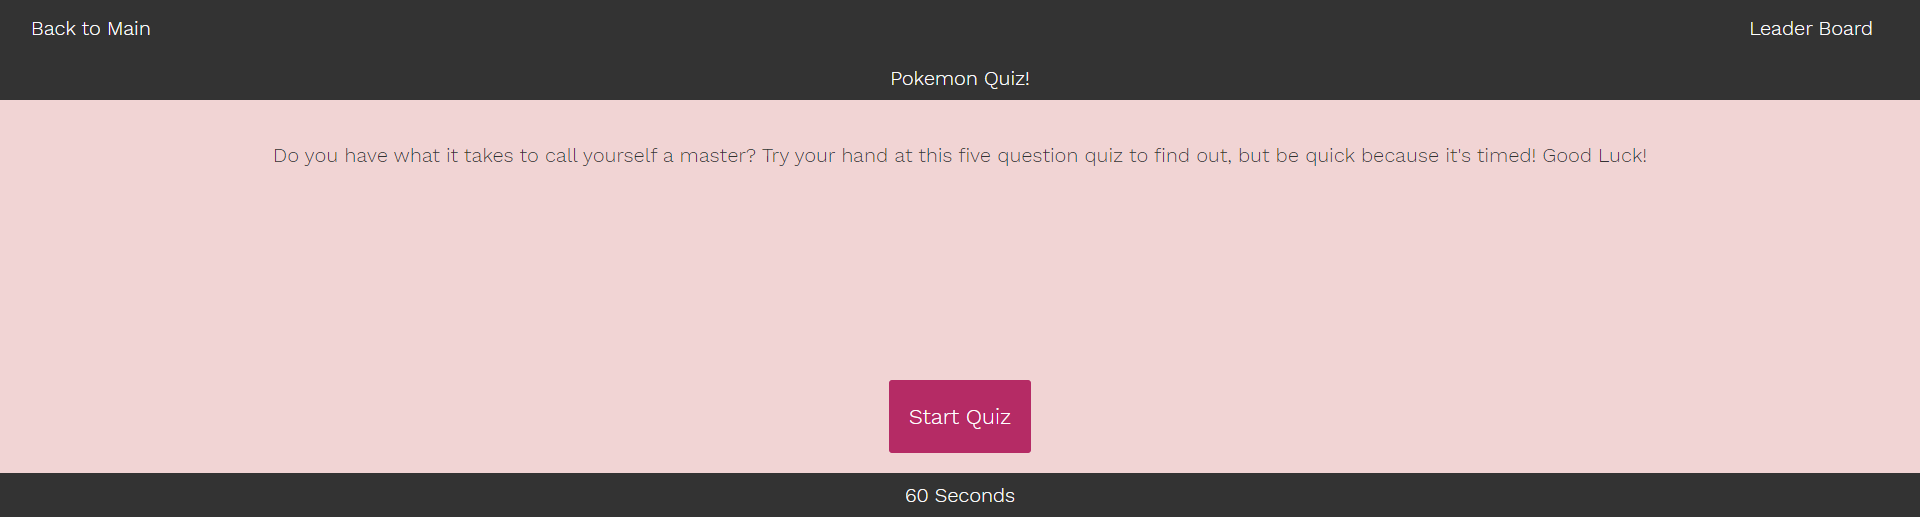 Back to Main
Leader Board
Pokemon Quiz!
Do you have what it takes to call yourself a master? Try your hand at this five question quiz to find out, but be quick because it's timed! Good Luck!
Start Quiz
60 Seconds